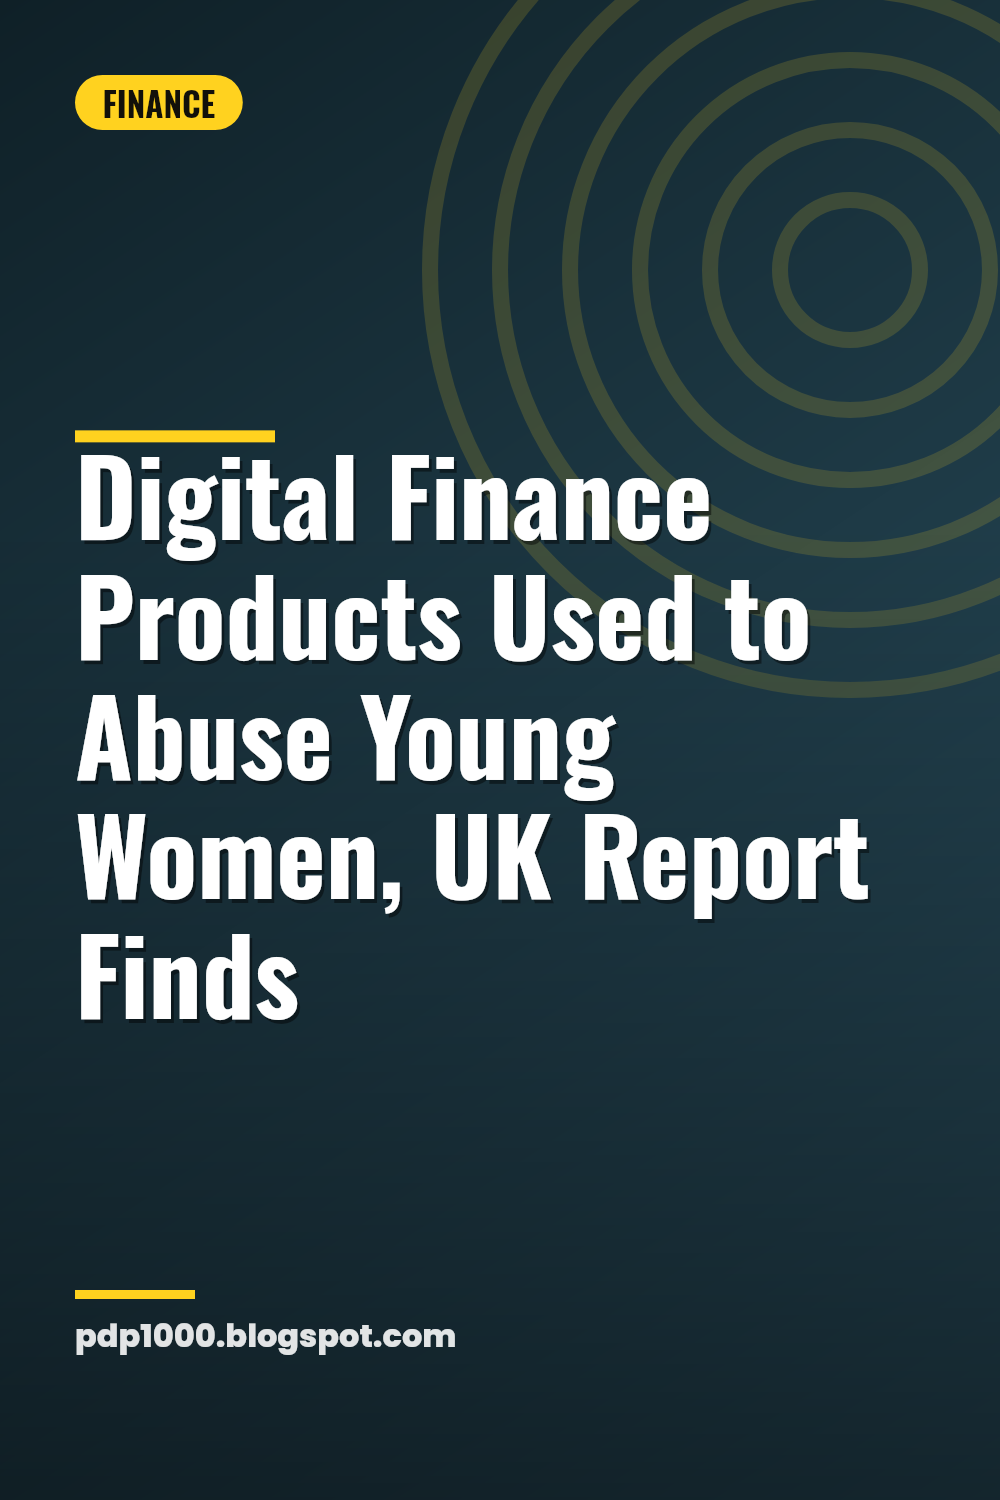 FINANCE
Digital Finance
Products Used to
Abuse Young
Women, UK Report
Finds
pdp1000.blogspot.com